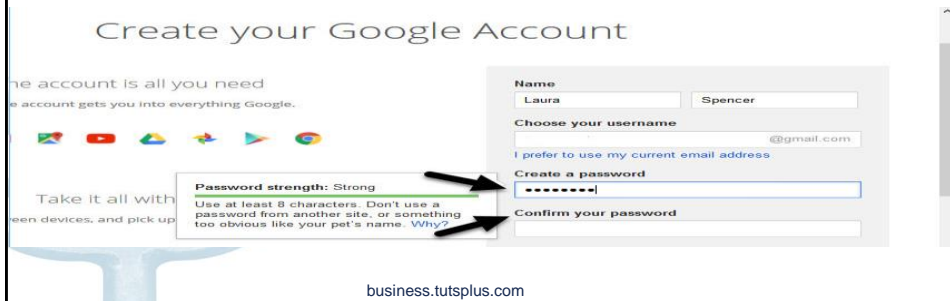 Create your Google Account
ne account is all you need
e account gets you into everything Google.
Name
Laura
Spencer
Choose your username
@gmail.com
I prefer to use my current email address
Create a password
Password strength: Strong
Use at least 8 characters. Don't use a
password from another site, or something
too obvious like your pet's name. Why?
Take it all with
een devices, and pick up
Confirm your password
business.tutsplus.com